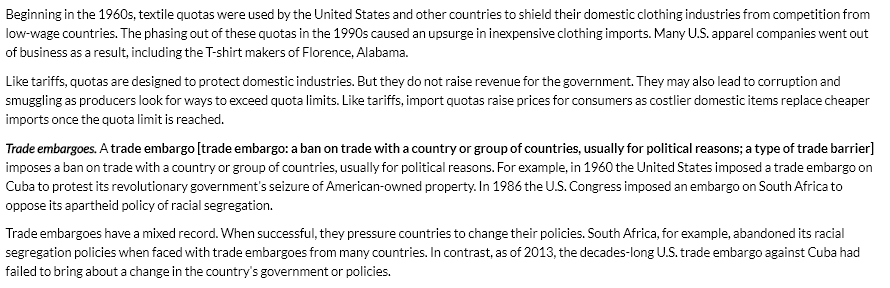 Beginning in the 1960s, textile quotas were used by the United States and other countries to shield their domestic clothing industries from competition from
low-wage countries. The phasing out of these quotas in the 1990s caused an upsurge in inexpensive clothing imports. Many U.S. apparel companies went out
of business as a result, including the T-shirt makers of Florence, Alabama.
Like tariffs, quotas are designed to protect domestic industries. But they do not raise revenue for the government. They may also lead to corruption and
smuggling as producers look for ways to exceed quota limits. Like tariffs, import quotas raise prices for consumers as costlier domestic items replace cheaper
imports once the quota limit is reached.
Trade embargoes. A trade embargo [trade embargo: a ban on trade with a country or group of countries, usually for political reasons; a type of trade barrier]
imposes a ban on trade with a country or group of countries, usually for political reasons. For example, in 1960 the United States imposed a trade embargo on
Cuba to protest its revolutionary government's seizure of American-owned property. In 1986 the U.S. Congress imposed an embargo on South Africa to
oppose its apartheid policy of racial segregation.
Trade embargoes have a mixed record. When successful, they pressure countries to change their policies. South Africa, for example, abandoned its racial
segregation policies when faced with trade embargoes from many countries. In contrast, as of 2013, the decades-long U.S. trade embargo against Cuba had
failed to bring about a change in the country's government or policies.